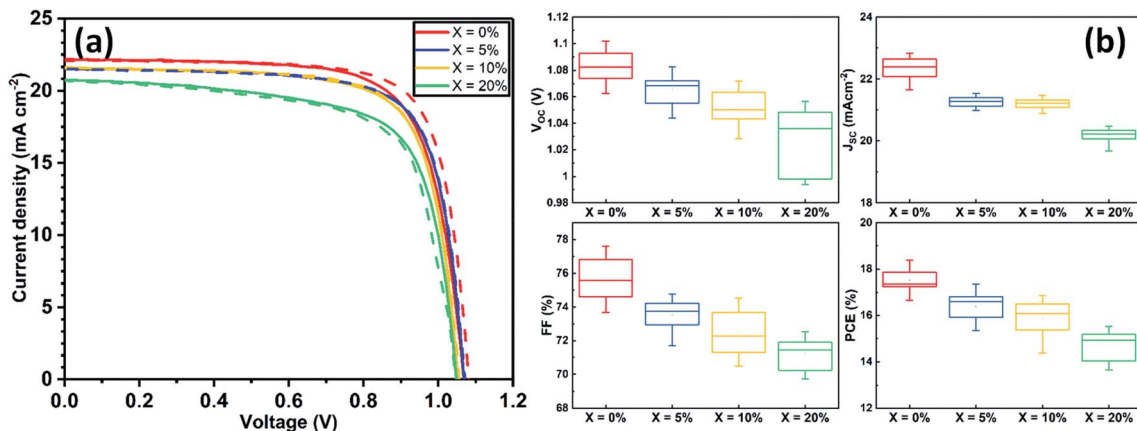 (a)
X = 0%
X = 5%
X = 10%
X = 20%
Current density (mA cm-2)
25
20
15
10
5
0
0.0 0.2 0.4 0.6 0.8 1.0 1.2
Voltage (V)
(b)
VOC (V)
1.12
1.10
1.08
1.06
1.04
1.02
1
0.98
X = 0% X = 5% X = 10% X = 20%
JSC (mAcm-2)
24
22
20
18
X = 0% X = 5% X = 10% X = 20%
FF (%)
78
76
74
72
70
68
X = 0% X = 5% X = 10% X = 20%
PCE (%)
20
18
16
14
12
X = 0% X = 5% X = 10% X = 20%